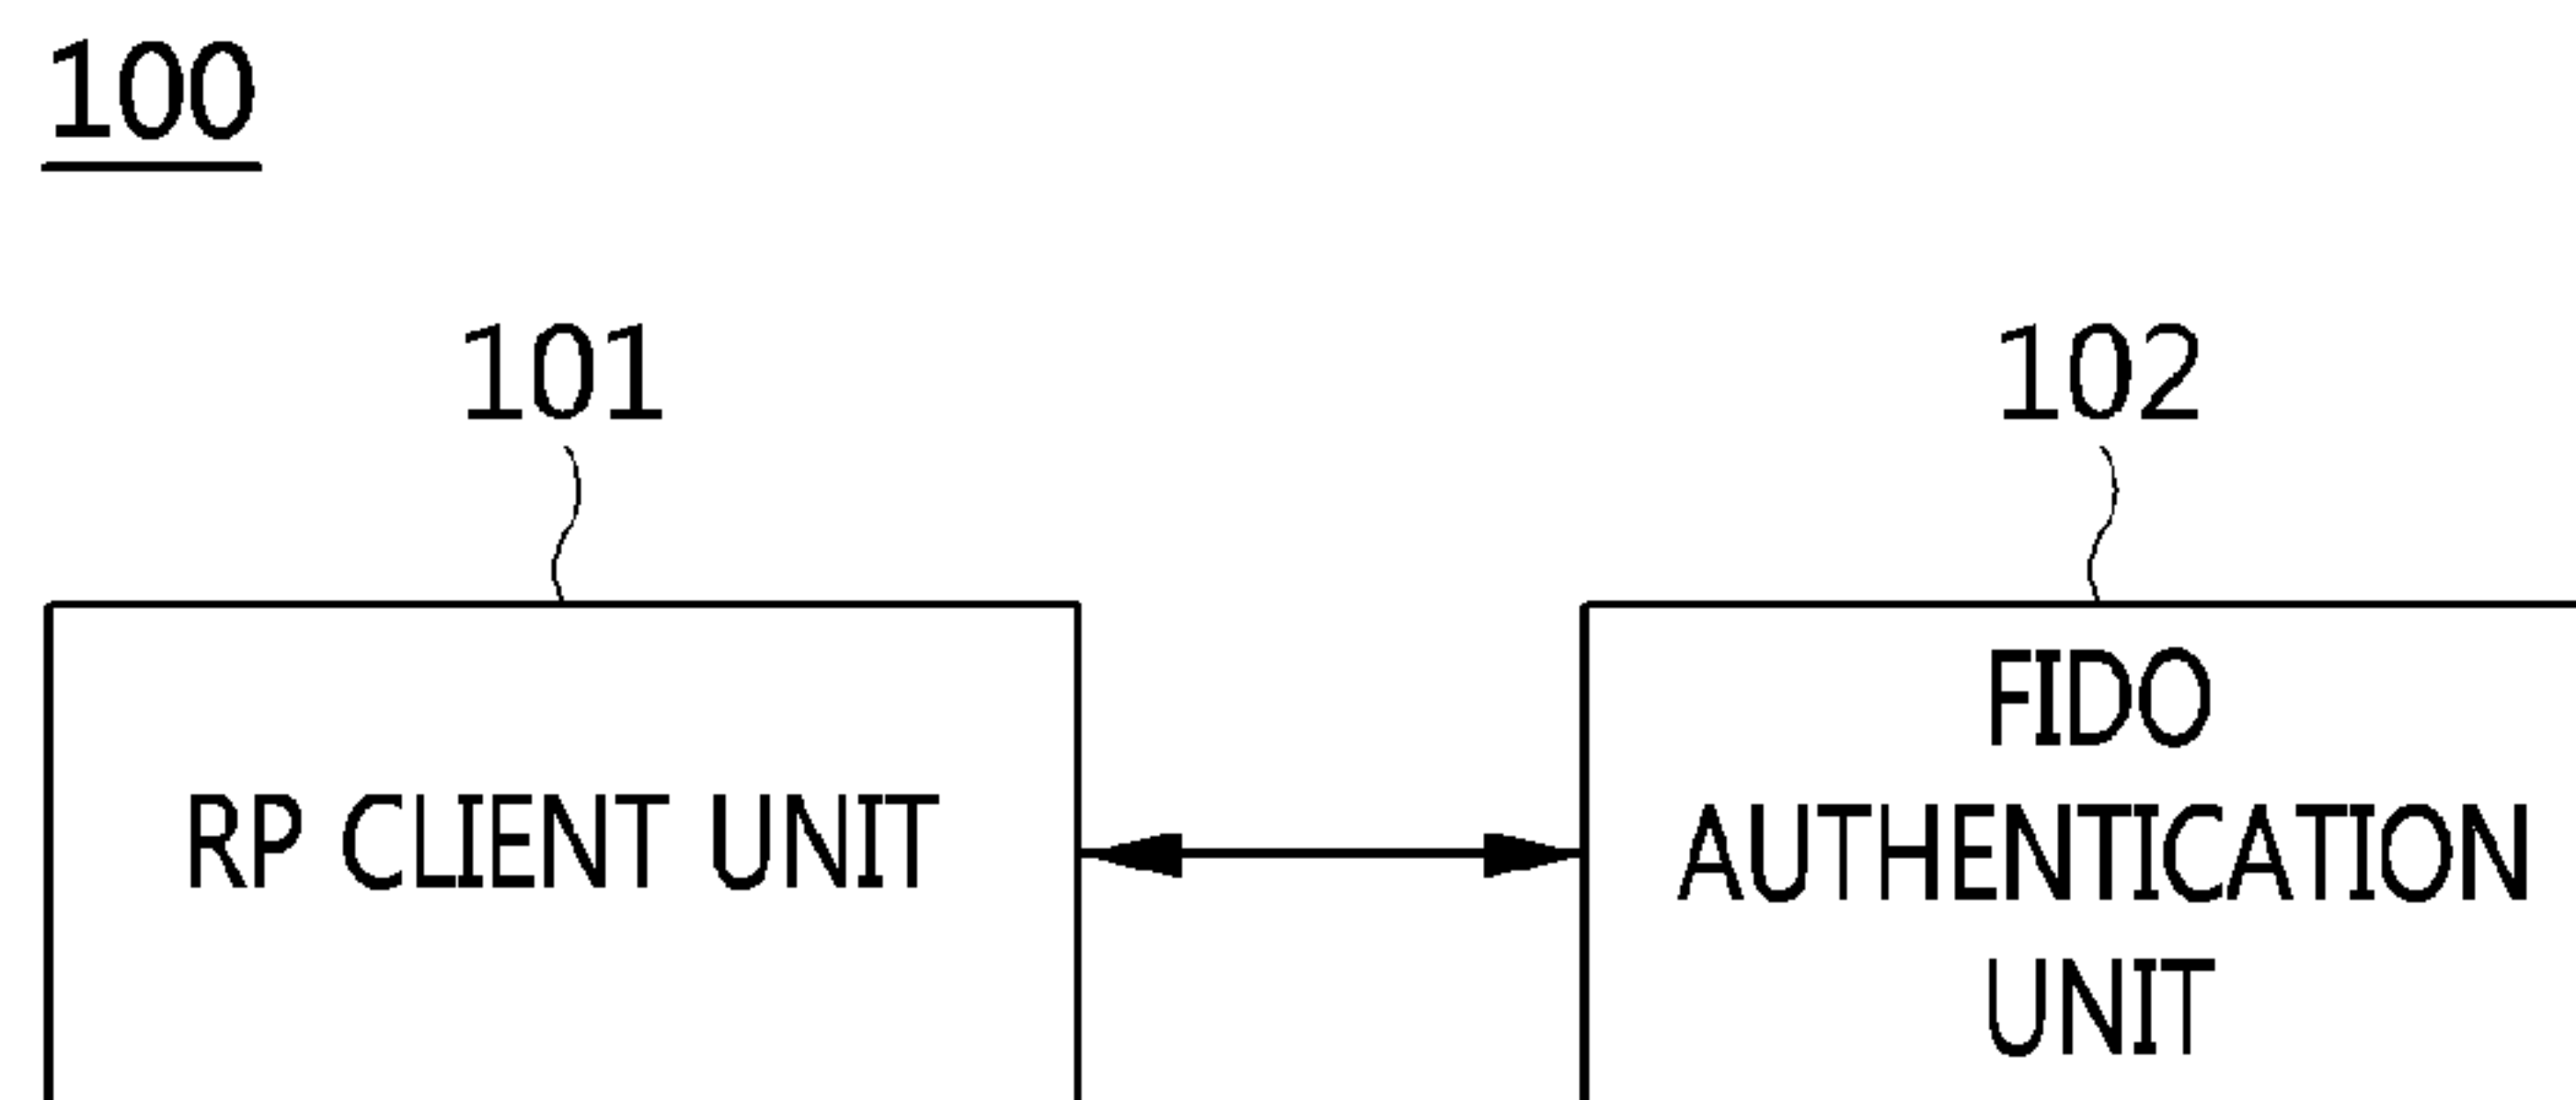 100
101
102
RP CLIENT UNIT
FIDO
AUTHENTICATION
UNIT